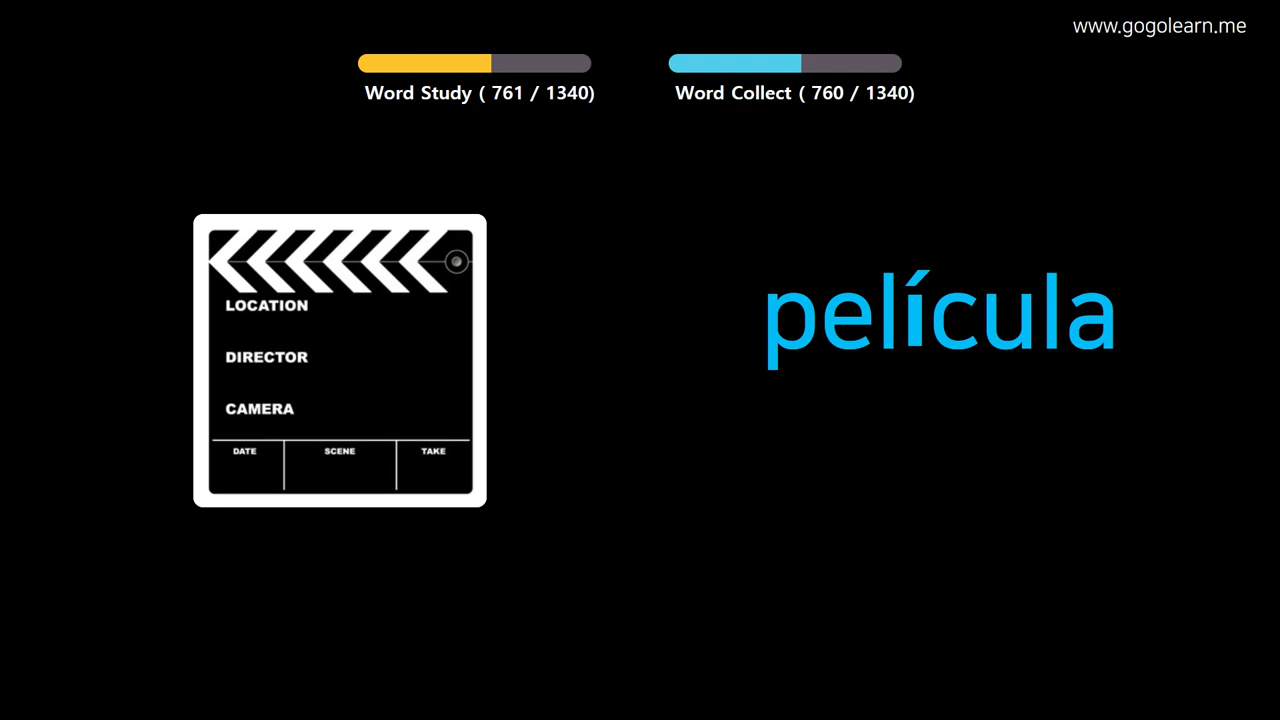 www.gogolearn.me
Word Study ( 761 / 1340)
Word Collect ( 760 / 1340)
LOCATION
DIRECTOR
CAMERA
DATE SCENE TAKE
película